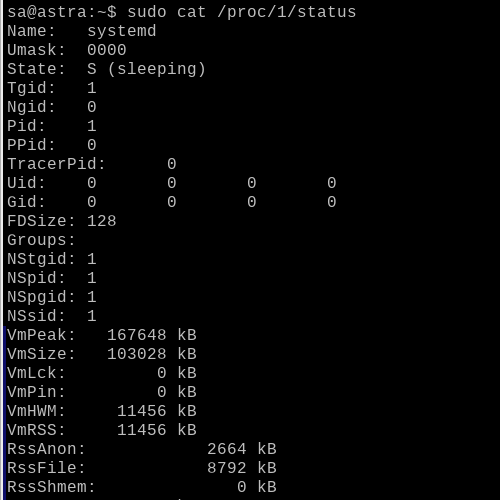 sa@astra:~$ sudo cat /proc/1/status
Name:   systemd
Umask:  0000
State:  S (sleeping)
Tgid:   1
Ngid:   0
Pid:    1
PPid:   0
TracerPid:      0
Uid:    0       0       0       0
Gid:    0       0       0       0
FDSize: 128
Groups:
NStgid: 1
NSpid:  1
NSpgid: 1
NSsid:  1
VmPeak:   167648 kB
VmSize:   103028 kB
VmLck:         0 kB
VmPin:         0 kB
VmHWM:     11456 kB
VmRSS:     11456 kB
RssAnon:            2664 kB
RssFile:            8792 kB
RssShmem:              0 kB